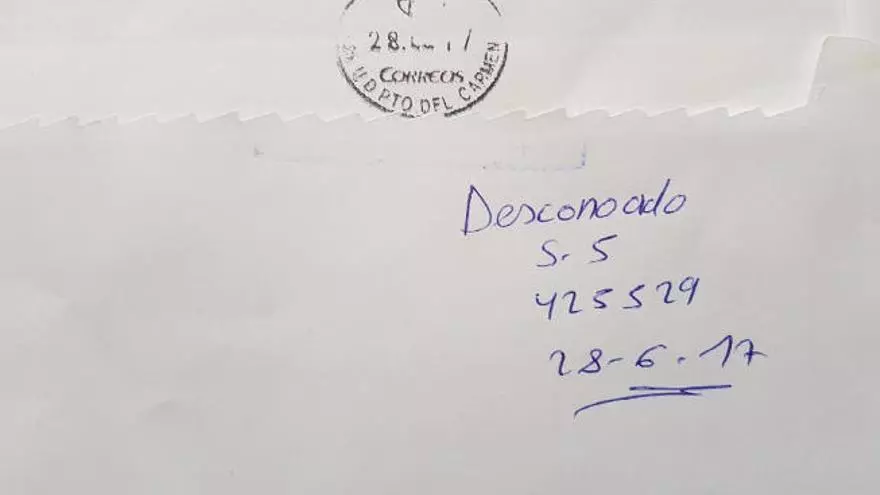 28.
CORREOS
PTO DEL CARMEN
Desconocido
S. 5
425529
28-6.17